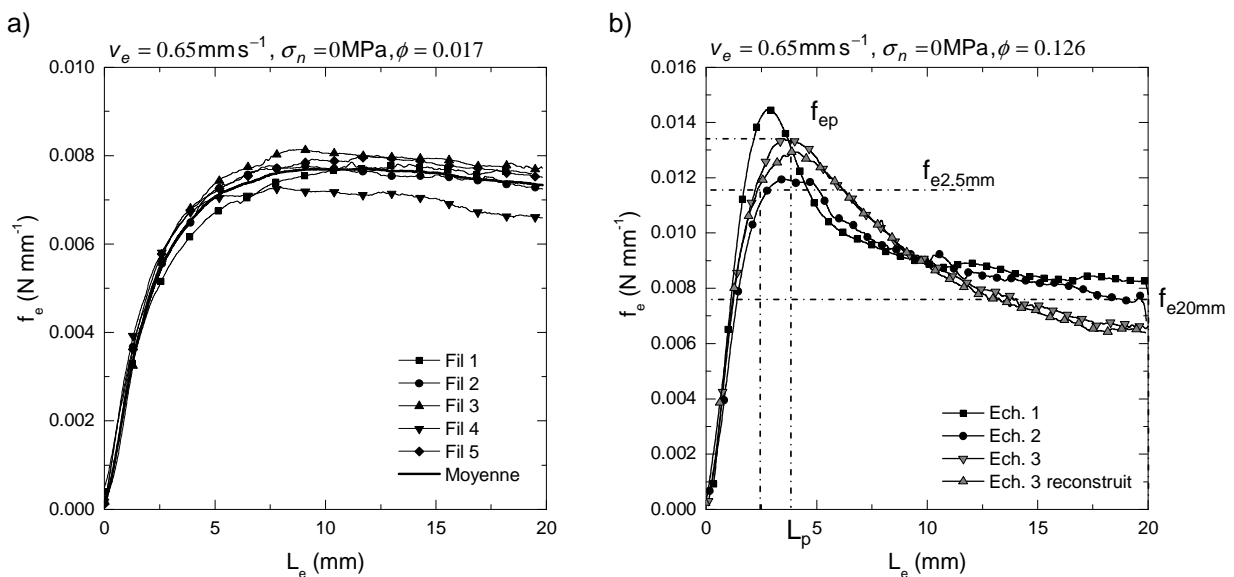 a)
v_e = 0.65mm s⁻¹, σ_n =0MPa, ϕ = 0.017
0.010
0.008
0.006
0.004
0.002
0.000
f_e (N mm⁻¹)
Fil 1
Fil 2
Fil 3
Fil 4
Fil 5
Moyenne
0 5 10 15 20
L_e (mm)
b)
v_e = 0.65mm s⁻¹, σ_n =0MPa, ϕ = 0.126
0.016
0.014
0.012
0.010
0.008
0.006
0.004
0.002
0.000
f_e (N mm⁻¹)
f_ep
f_e2.5mm
f_e20mm
Ech. 1
Ech. 2
Ech. 3
Ech. 3 reconstruit
0 5 10 15 20
L_p
L_e (mm)